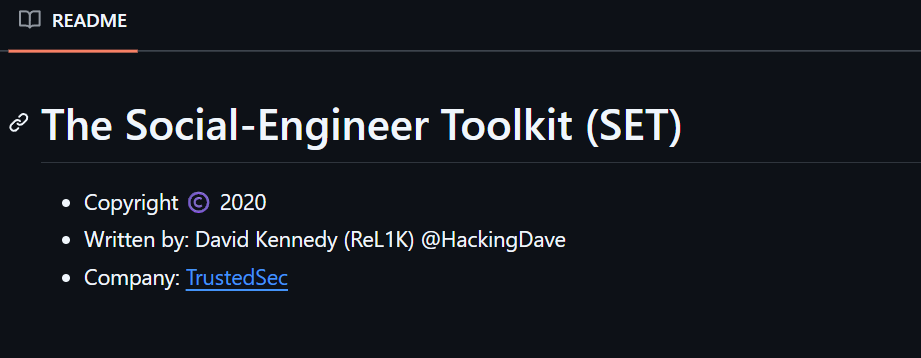 README
The Social-Engineer Toolkit (SET)
Copyright © 2020
Written by: David Kennedy (ReL1K) @HackingDave
Company: TrustedSec